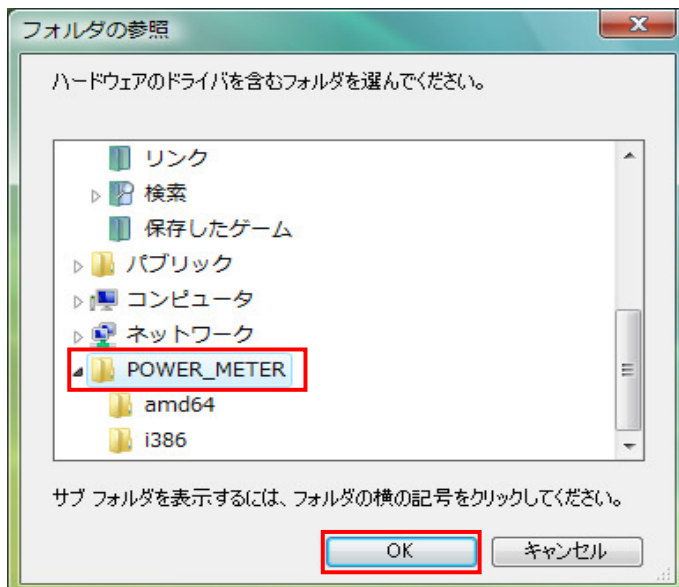 フォルダの参照
ハードウェアのドライバを含むフォルダを選んでください。
リンク
検索
保存したゲーム
パブリック
コンピュータ
ネットワーク
POWER_METER
amd64
i386
サブ フォルダを表示するには、フォルダの横の記号をクリックしてください。
OK キャンセル